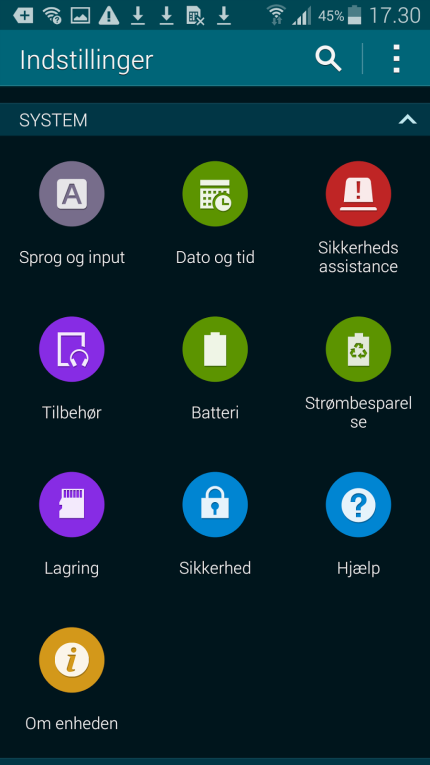 45% 17.30
Indstillinger
SYSTEM
A
Sprog og input
Dato og tid
Sikkerheds
assistance
Tilbehør
Batteri
Strømbesparel
se
Lagring
Sikkerhed
?
Hjælp
i
Om enheden